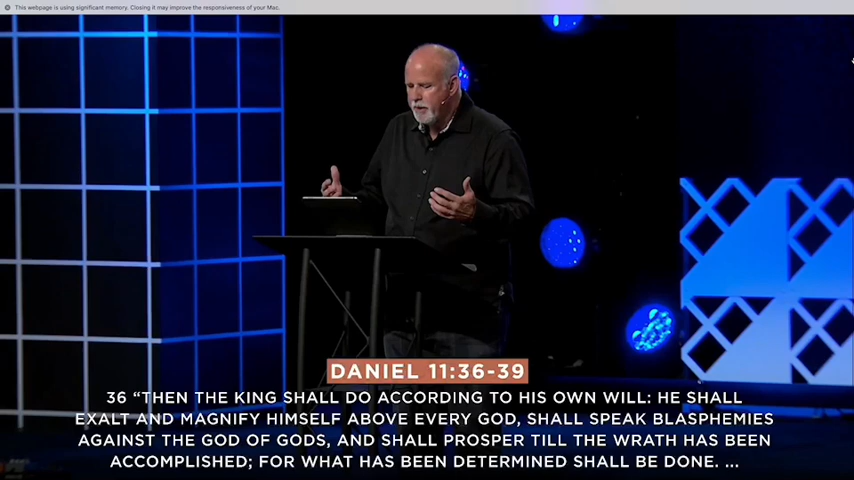 This webpage is using significant memory. Closing it may improve the responsiveness of your Mac.
DANIEL 11:36-39
36 “THEN THE KING SHALL DO ACCORDING TO HIS OWN WILL: HE SHALL
EXALT AND MAGNIFY HIMSELF ABOVE EVERY GOD, SHALL SPEAK BLASPHEMIES
AGAINST THE GOD OF GODS, AND SHALL PROSPER TILL THE WRATH HAS BEEN
ACCOMPLISHED; FOR WHAT HAS BEEN DETERMINED SHALL BE DONE. ...